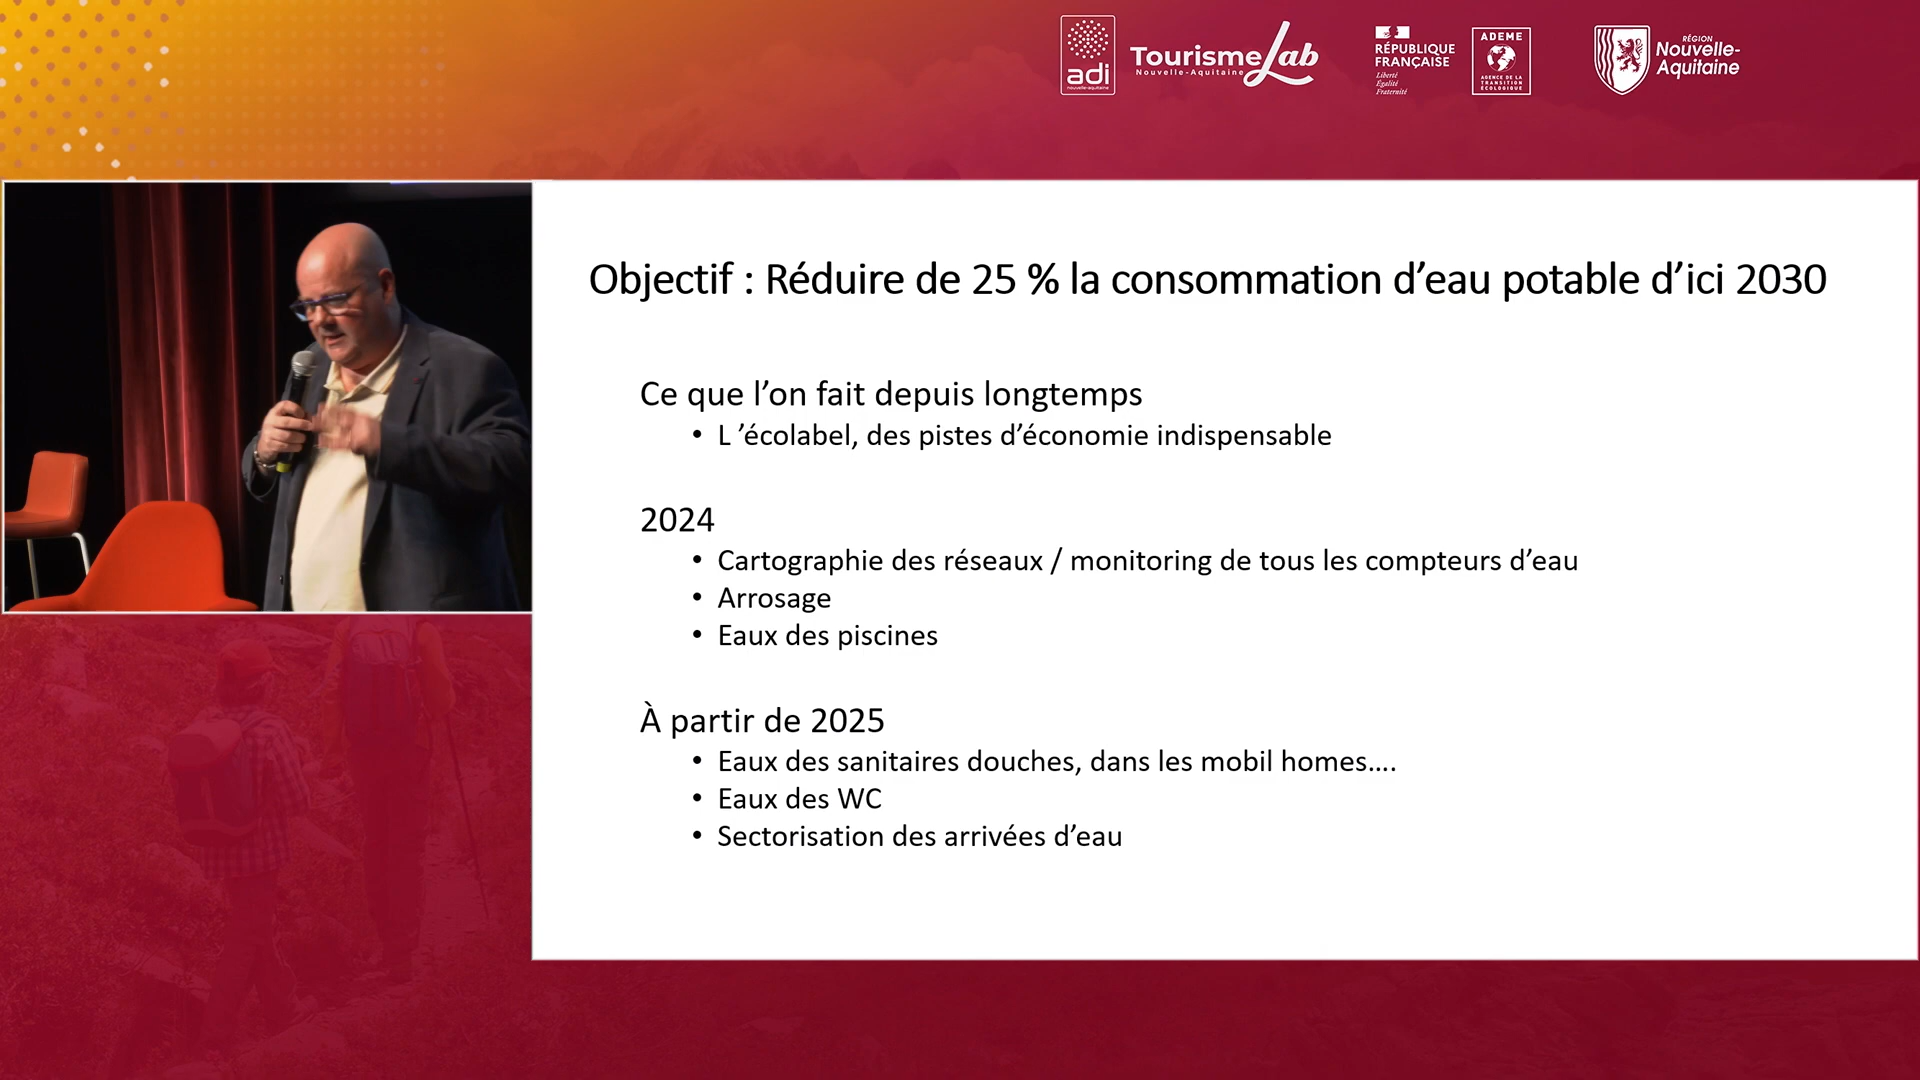 adi
nouvelle-aquitaine
TourismeLab
Nouvelle-Aquitaine
RÉPUBLIQUE
FRANÇAISE
Liberté
Égalité
Fraternité
ADEME
AGENCE DE LA
TRANSITION
ÉCOLOGIQUE
RÉGION
Nouvelle-
Aquitaine
Objectif : Réduire de 25 % la consommation d’eau potable d’ici 2030
Ce que l’on fait depuis longtemps
• L ’écolabel, des pistes d’économie indispensable
2024
• Cartographie des réseaux / monitoring de tous les compteurs d’eau
• Arrosage
• Eaux des piscines
À partir de 2025
• Eaux des sanitaires douches, dans les mobil homes….
• Eaux des WC
• Sectorisation des arrivées d’eau